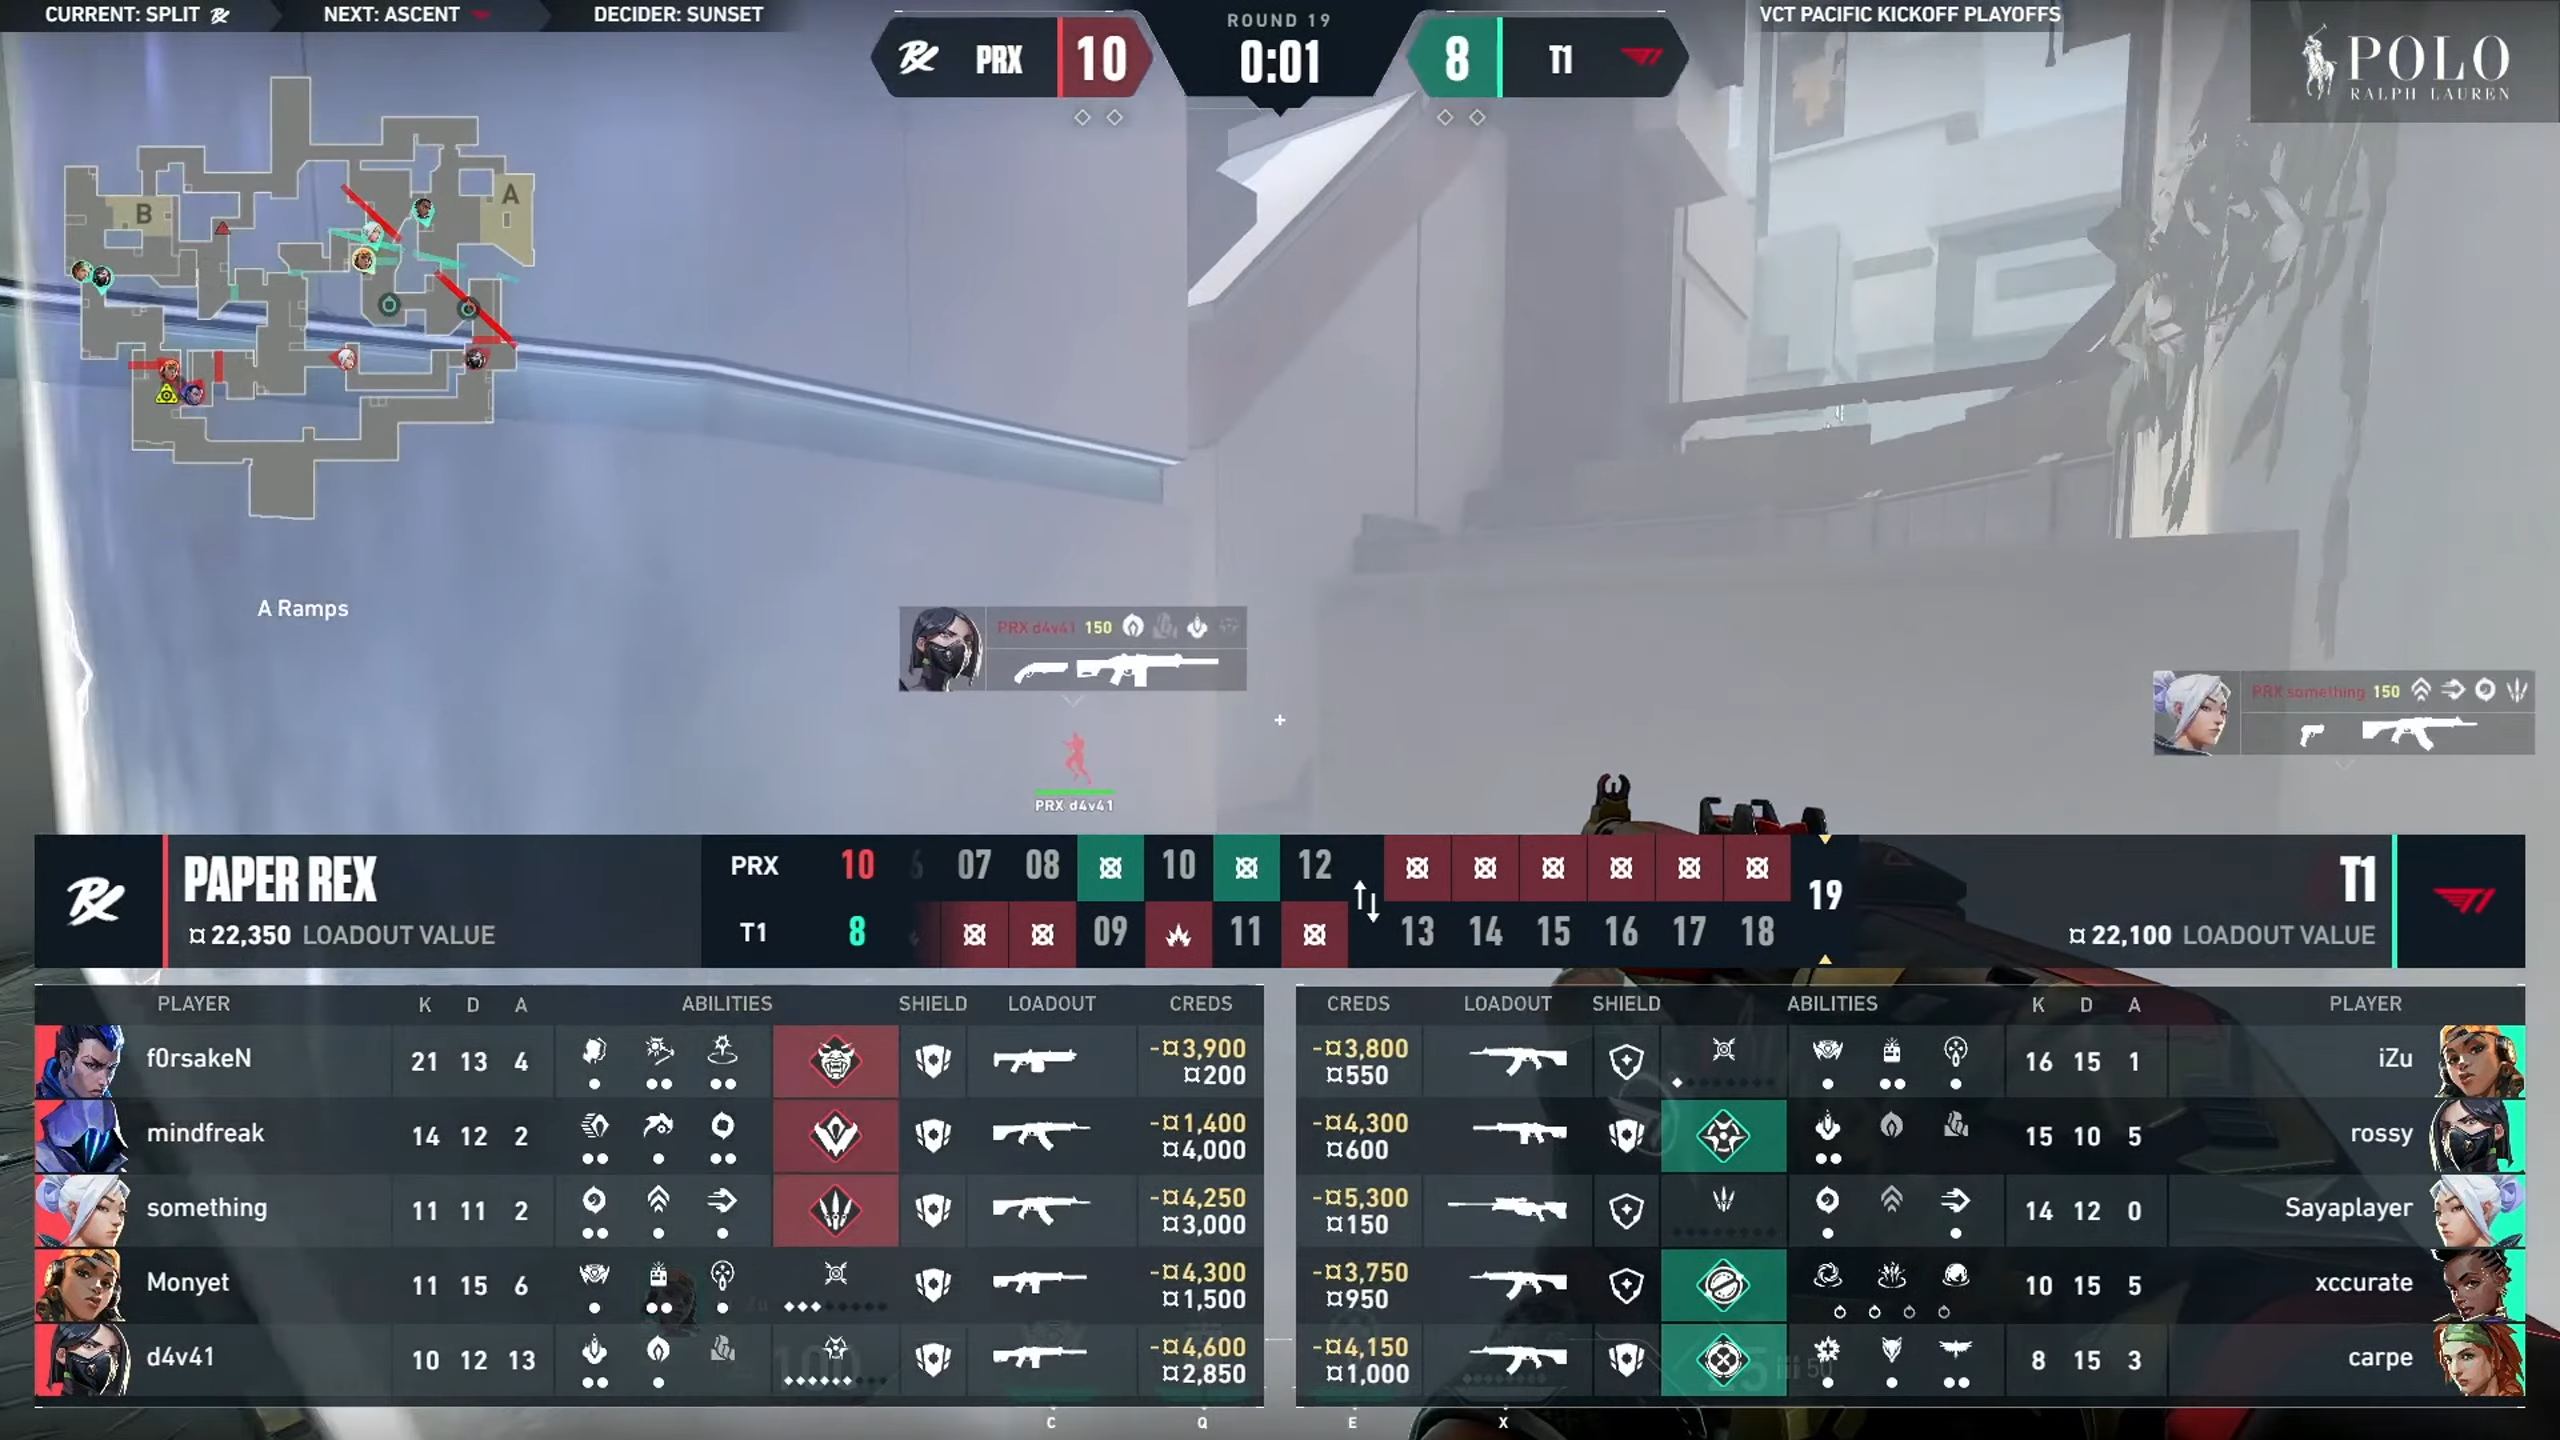 CURRENT: SPLIT
NEXT: ASCENT
DECIDER: SUNSET
PRX
10
ROUND 19
0:01
8
T1
VCT PACIFIC KICKOFF PLAYOFFS
POLO
RALPH LAUREN
A
B
A Ramps
PRX d4v41 150
PRX something 150
PRX d4v41
PAPER REX
22,350 LOADOUT VALUE
PRX 10 07 08 10 12
T1 8 09 11 13 14 15 16 17 18
19
T1
22,100 LOADOUT VALUE
PLAYER K D A ABILITIES SHIELD LOADOUT CREDS
f0rsakeN 21 13 4 -3,900
200
mindfreak 14 12 2 -1,400
4,000
something 11 11 2 -4,250
3,000
Monyet 11 15 6 -4,300
1,500
d4v41 10 12 13 -4,600
2,850
CREDS LOADOUT SHIELD ABILITIES K D A PLAYER
-3,800 16 15 1 iZu
550
-4,300 15 10 5 rossy
600
-5,300 14 12 0 Sayaplayer
150
-3,750 10 15 5 xccurate
950
-4,150 8 15 3 carpe
1,000
C Q E X